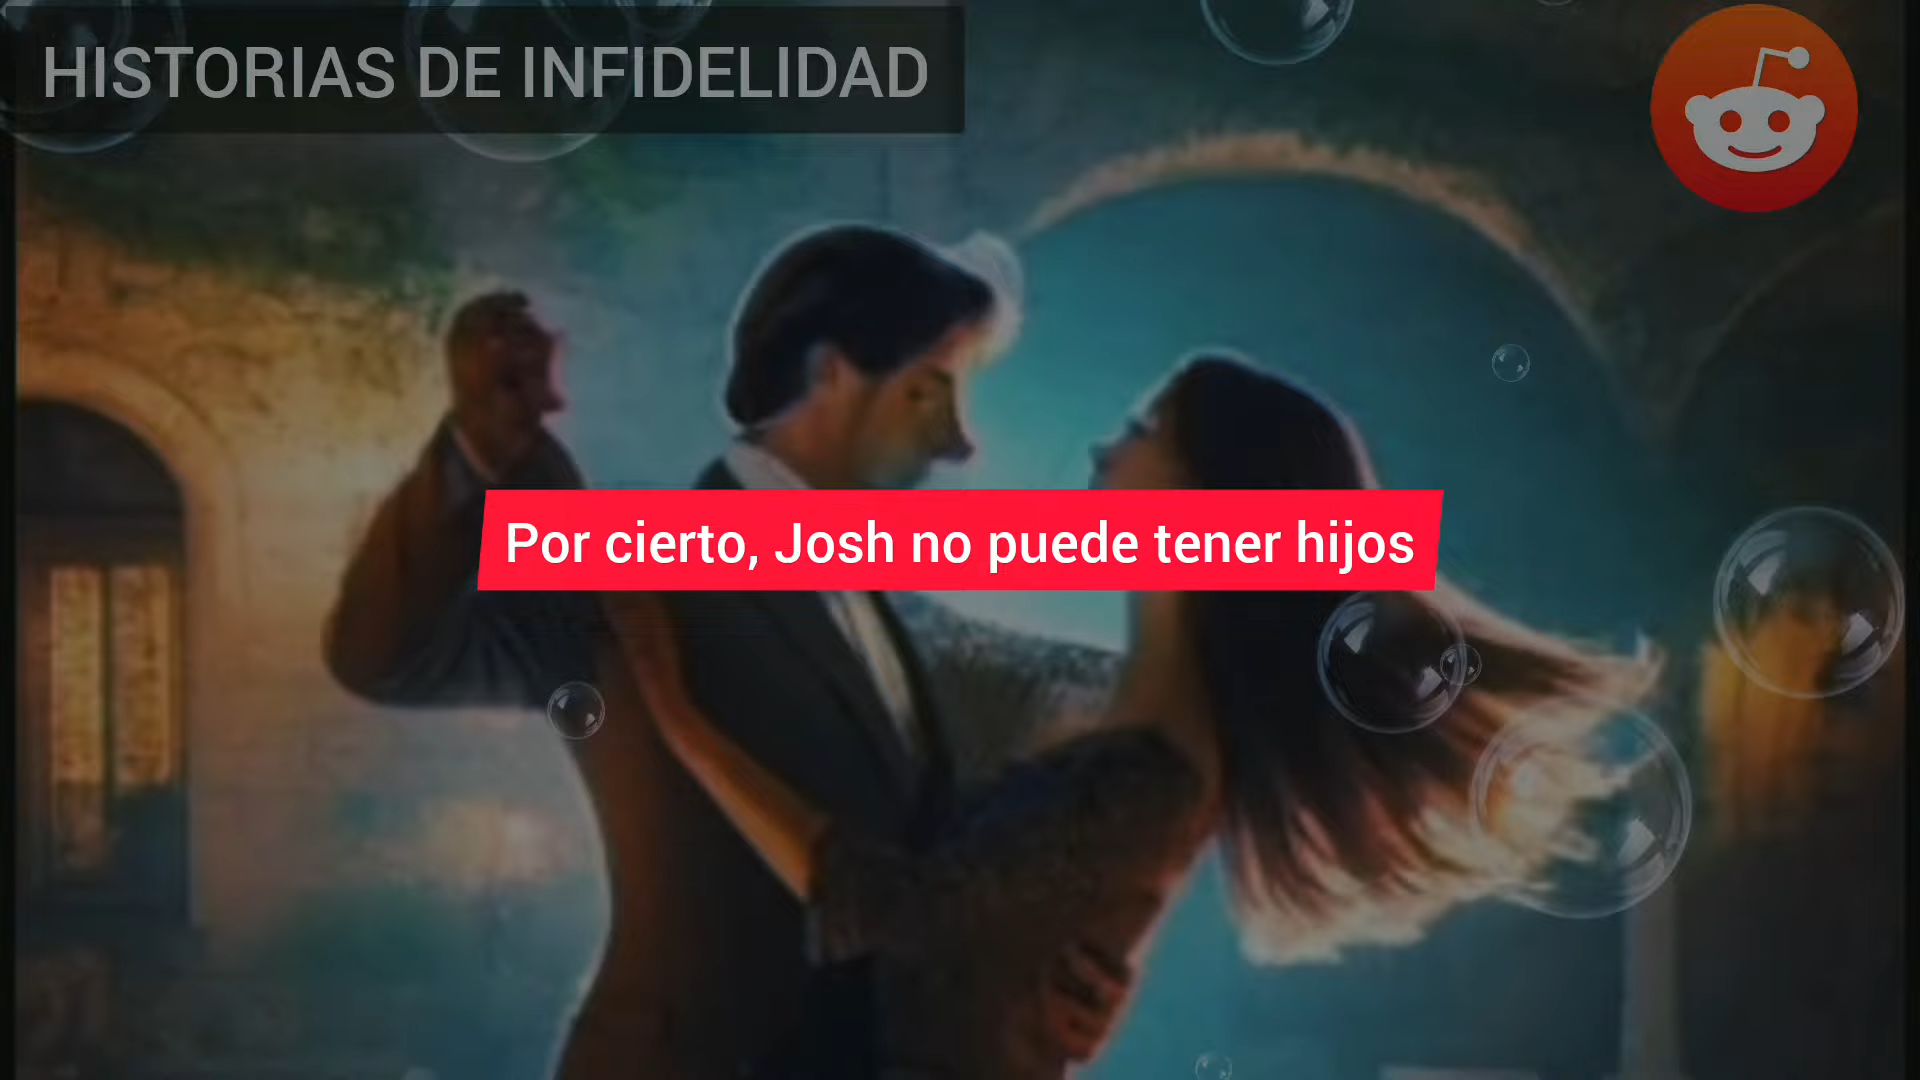 HISTORIAS DE INFIDELIDAD
Por cierto, Josh no puede tener hijos